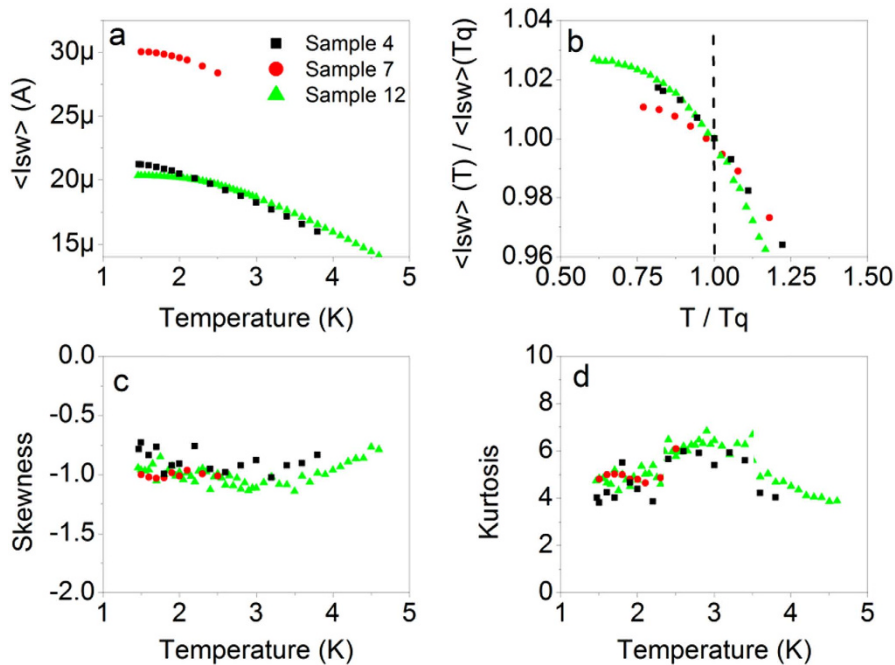 a
30µ
25µ
20µ
15µ
<Isw> (A)
Sample 4
Sample 7
Sample 12
1 2 3 4 5
Temperature (K)
b
1.04
1.02
1.00
0.98
0.96
<Isw> (T) / <Isw>(Tq)
0.50 0.75 1.00 1.25 1.50
T / Tq
c
0.0
-0.5
-1.0
-1.5
-2.0
Skewness
1 2 3 4 5
Temperature (K)
d
10
8
6
4
2
0
Kurtosis
1 2 3 4 5
Temperature (K)